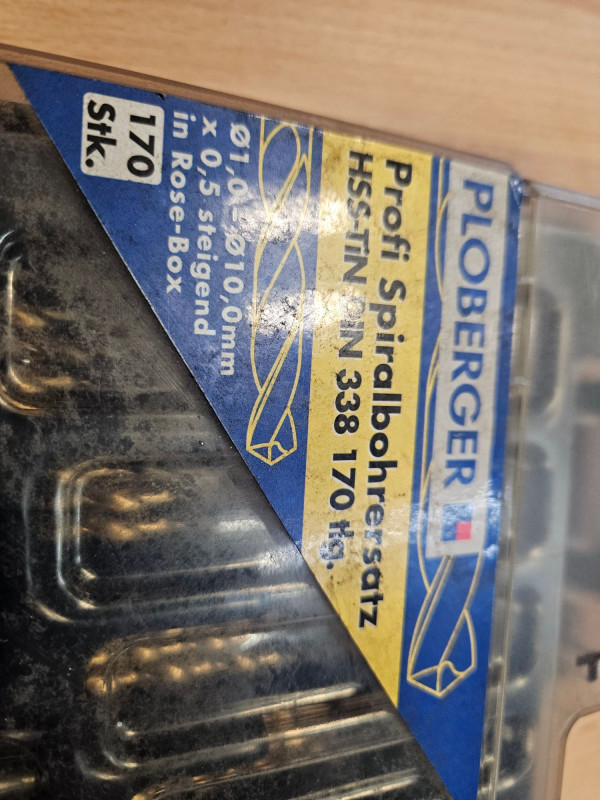 PLOBERGER
Profi Spiralbohrersatz
HSS-TiN DIN 338 170 tlg.
Ø1,0 - Ø10,0mm
x 0,5 steigend
in Rose-Box
170
Stk.